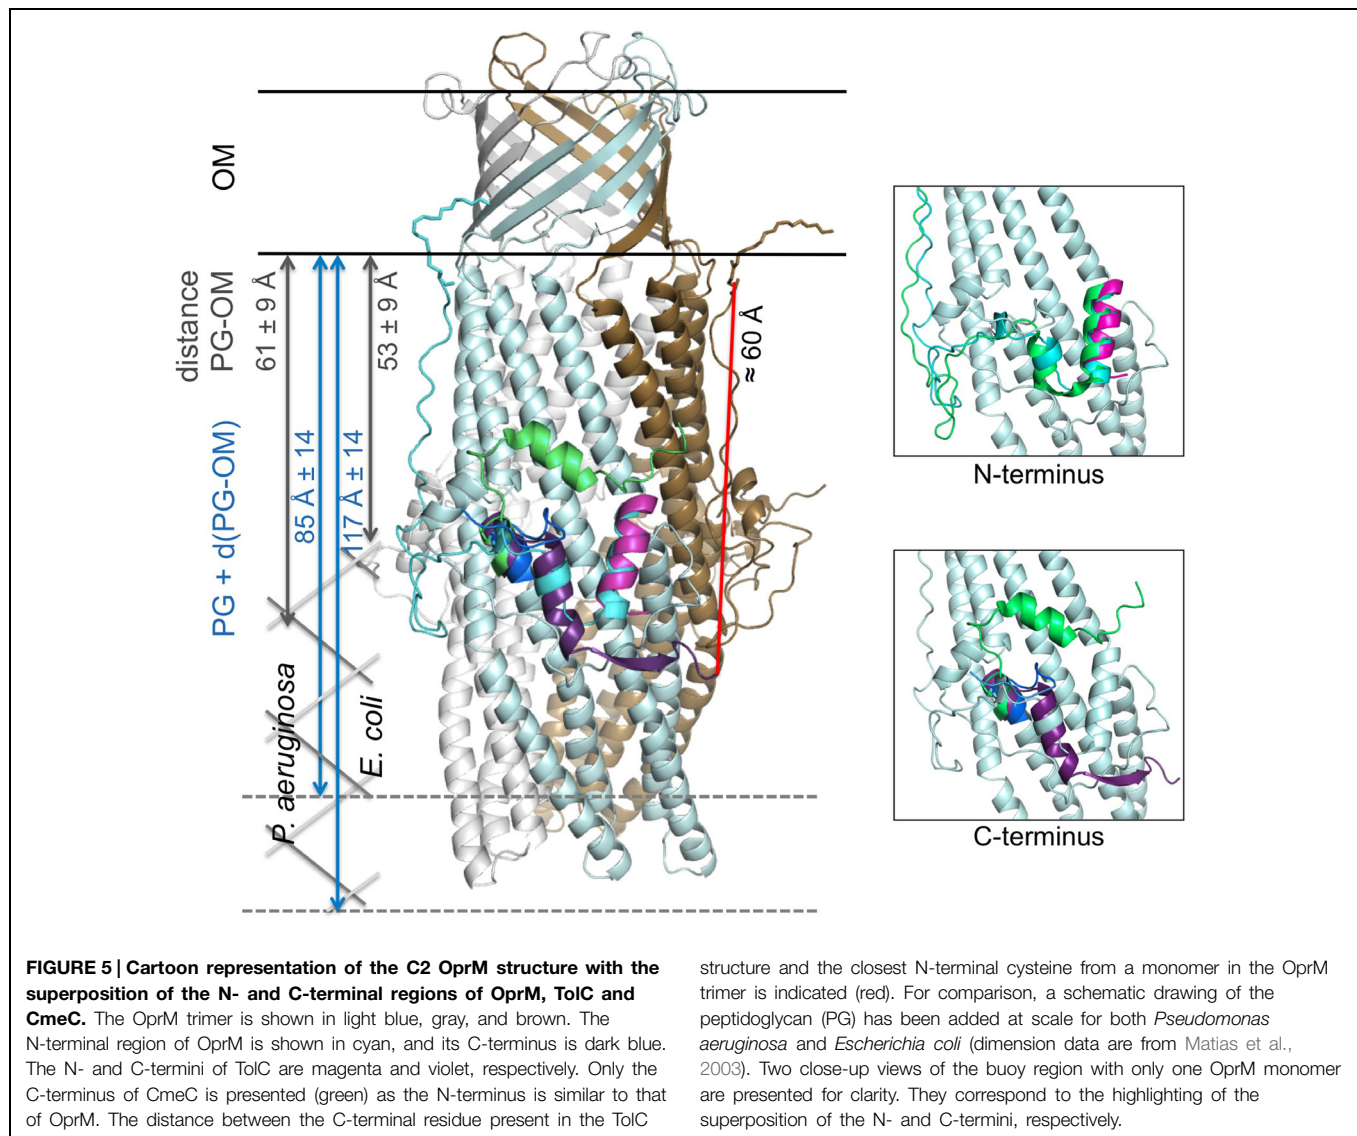 OM
distance
PG-OM
61 ± 9 Å
53 ± 9 Å
PG + d(PG-OM)
85 Å ± 14
117 Å ± 14
≈ 60 Å
P. aeruginosa
E. coli
N-terminus
C-terminus
FIGURE 5 | Cartoon representation of the C2 OprM structure with the
superposition of the N- and C-terminal regions of OprM, TolC and
CmeC. The OprM trimer is shown in light blue, gray, and brown. The
N-terminal region of OprM is shown in cyan, and its C-terminus is dark blue.
The N- and C-termini of TolC are magenta and violet, respectively. Only the
C-terminus of CmeC is presented (green) as the N-terminus is similar to that
of OprM. The distance between the C-terminal residue present in the TolC
structure and the closest N-terminal cysteine from a monomer in the OprM
trimer is indicated (red). For comparison, a schematic drawing of the
peptidoglycan (PG) has been added at scale for both Pseudomonas
aeruginosa and Escherichia coli (dimension data are from Matias et al.,
2003). Two close-up views of the buoy region with only one OprM monomer
are presented for clarity. They correspond to the highlighting of the
superposition of the N- and C-termini, respectively.